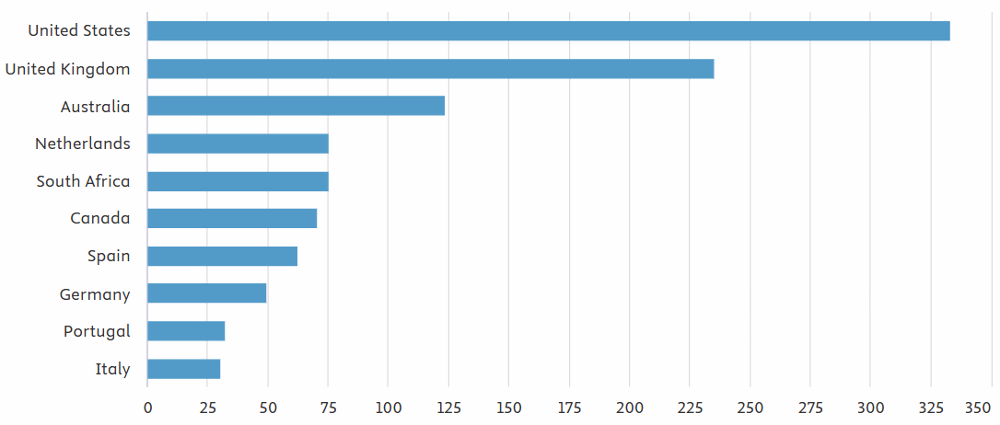 United States
United Kingdom
Australia
Netherlands
South Africa
Canada
Spain
Germany
Portugal
Italy
0 25 50 75 100 125 150 175 200 225 250 275 300 325 350